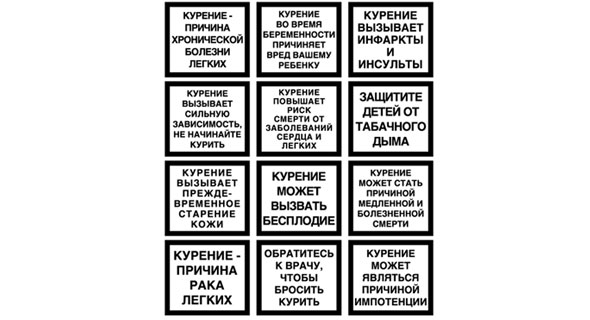 КУРЕНИЕ -
ПРИЧИНА
ХРОНИЧЕСКОЙ
БОЛЕЗНИ
ЛЕГКИХ
КУРЕНИЕ
ВО ВРЕМЯ
БЕРЕМЕННОСТИ
ПРИЧИНЯЕТ
ВРЕД ВАШЕМУ
РЕБЕНКУ
КУРЕНИЕ
ВЫЗЫВАЕТ
ИНФАРКТЫ
И
ИНСУЛЬТЫ
КУРЕНИЕ
ВЫЗЫВАЕТ
СИЛЬНУЮ
ЗАВИСИМОСТЬ,
НЕ НАЧИНАЙТЕ
КУРИТЬ
КУРЕНИЕ
ПОВЫШАЕТ
РИСК
СМЕРТИ ОТ
ЗАБОЛЕВАНИЙ
СЕРДЦА И
ЛЕГКИХ
ЗАЩИТИТЕ
ДЕТЕЙ ОТ
ТАБАЧНОГО
ДЫМА
КУРЕНИЕ
ВЫЗЫВАЕТ
ПРЕЖДЕ-
ВРЕМЕННОЕ
СТАРЕНИЕ
КОЖИ
КУРЕНИЕ
МОЖЕТ
ВЫЗВАТЬ
БЕСПЛОДИЕ
КУРЕНИЕ
МОЖЕТ СТАТЬ
ПРИЧИНОЙ
МЕДЛЕННОЙ И
БОЛЕЗНЕННОЙ
СМЕРТИ
КУРЕНИЕ -
ПРИЧИНА
РАКА
ЛЕГКИХ
ОБРАТИТЕСЬ
К ВРАЧУ,
ЧТОБЫ
БРОСИТЬ
КУРИТЬ
КУРЕНИЕ
МОЖЕТ
ЯВЛЯТЬСЯ
ПРИЧИНОЙ
ИМПОТЕНЦИИ